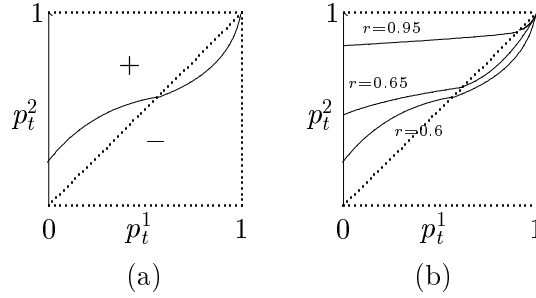 1
+
p_t^2
−
0
p_t^1
1
(a)
1
r=0.95
r=0.65
p_t^2
r=0.6
0
p_t^1
1
(b)